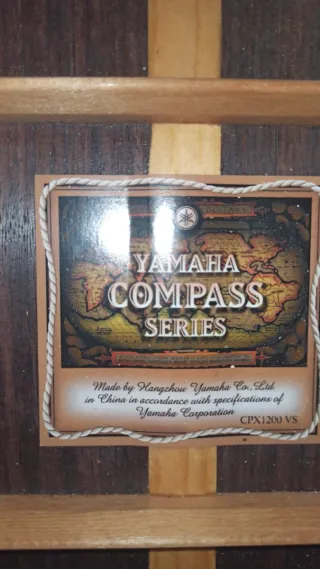 YAMAHA
COMPASS
SERIES
Made by Hangzhou Yamaha Co., Ltd.
in China in accordance with specifications of
Yamaha Corporation
CPX1200 VS